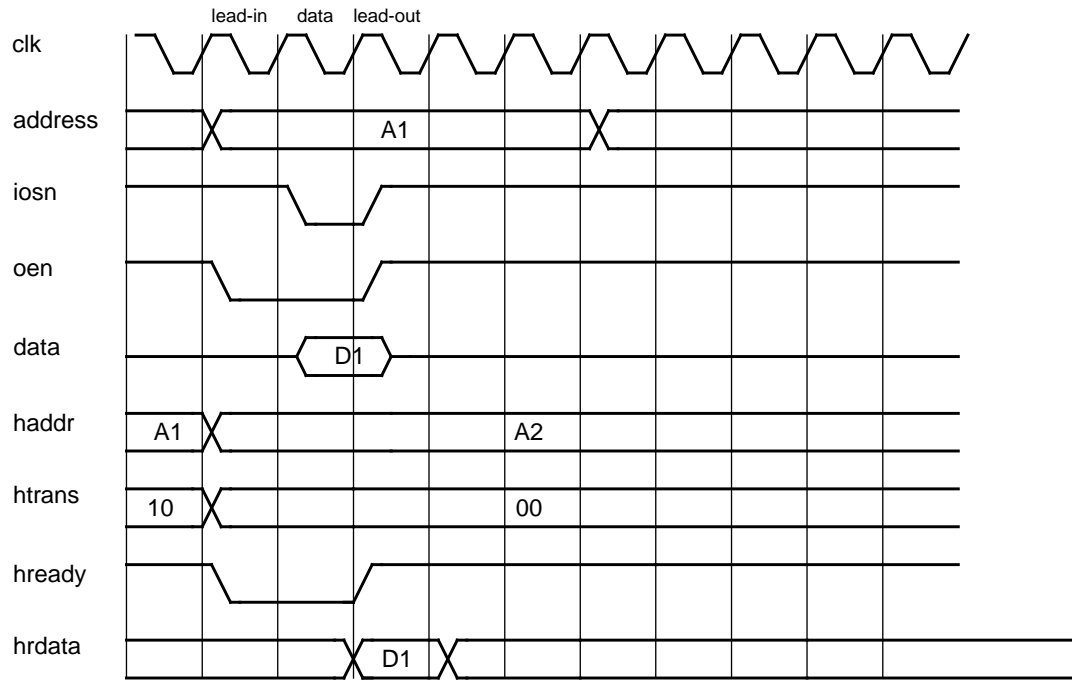 lead-in data lead-out
clk
address A1
iosn
oen
data D1
haddr A1 A2
htrans 10 00
hready
hrdata D1